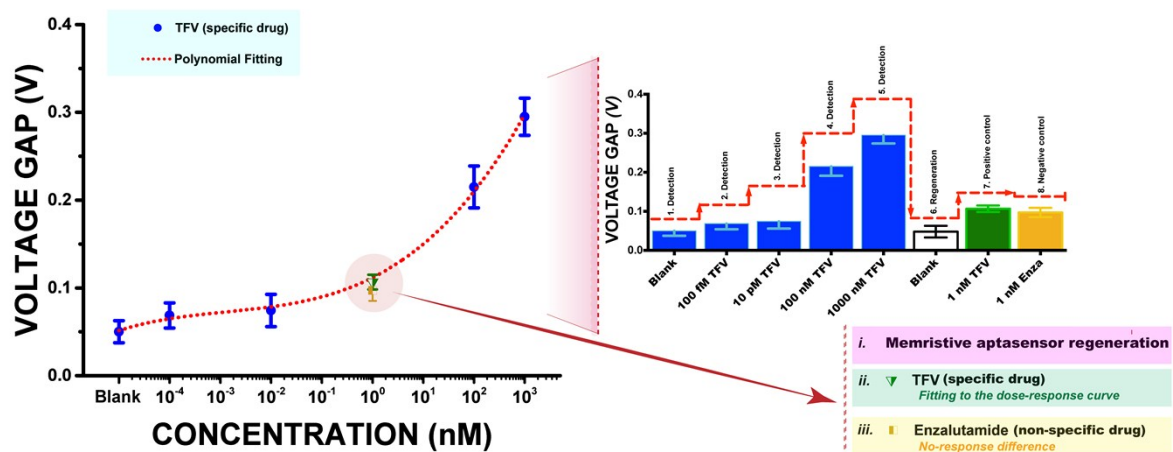 0.4
0.3
0.2
0.1
0.0
VOLTAGE GAP (V)
TFV (specific drug)
Polynomial Fitting
Blank 10⁻⁴ 10⁻³ 10⁻² 10⁻¹ 10⁰ 10¹ 10² 10³
CONCENTRATION (nM)
0.4
0.3
0.2
0.1
0.0
VOLTAGE GAP (V)
1. Detection
2. Detection
3. Detection
4. Detection
5. Detection
6. Regeneration
7. Positive control
8. Negative control
Blank
100 fM TFV
10 pM TFV
100 nM TFV
1000 nM TFV
Blank
1 nM TFV
1 nM Enza
i. Memristive aptasensor regeneration
ii. TFV (specific drug)
Fitting to the dose-response curve
iii. Enzalutamide (non-specific drug)
No-response difference